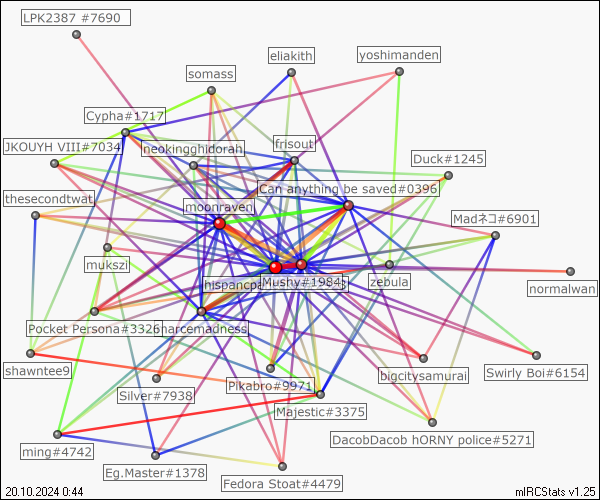 LPK2387 #7690
eliakith
yoshimanden
somass
Cypha#1717
frisout
JKOUYH VIII#7034
neokingghidorah
Duck#1245
Can anything be saved#0396
thesecondtwat
moonraven
Madネコ#6901
mukszi
Mushy#1984
zebula
normalwan
Pocket Persona#3326
harcemadness
shawntee9
Silver#7938
Pikabro#9971
bigcitysamurai
Swirly Boi#6154
Majestic#3375
DacobDacob hORNY police#5271
ming#4742
Eg.Master#1378
Fedora Stoat#4479
20.10.2024 0:44
mIRCStats v1.25